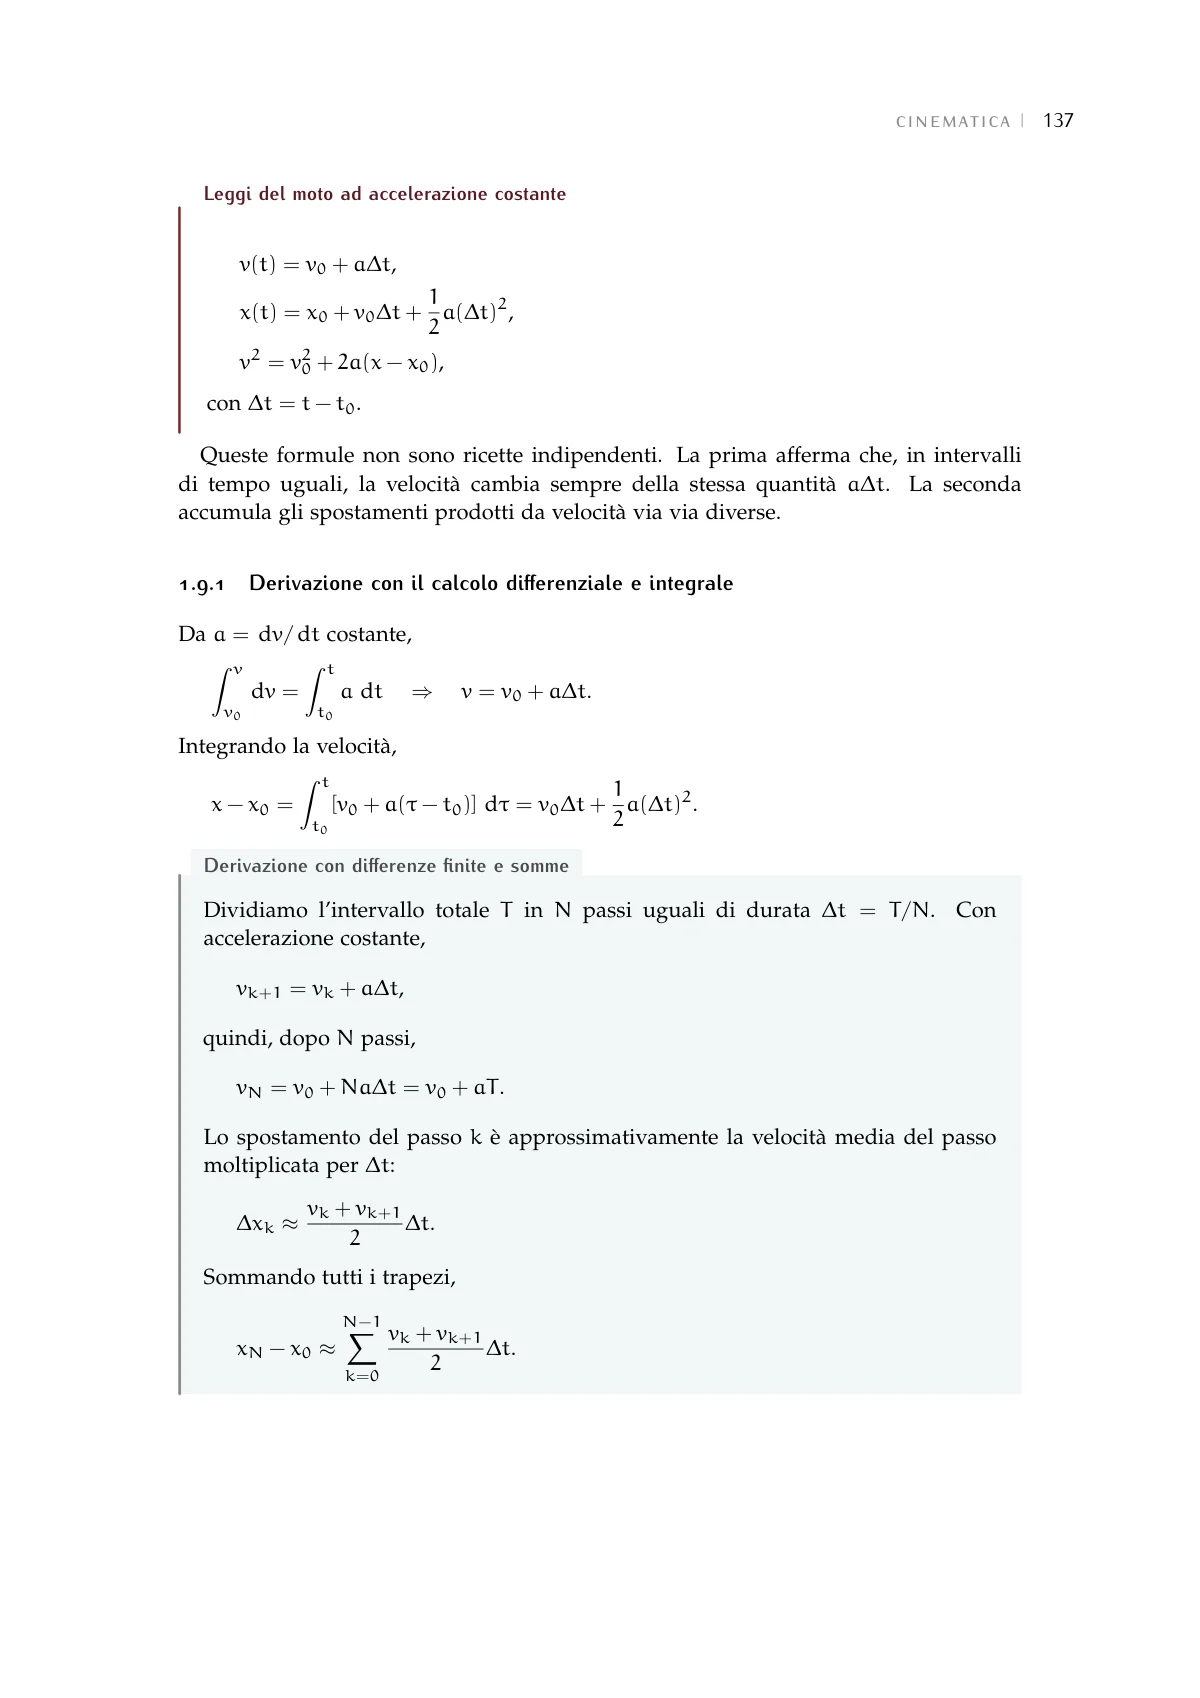 CINEMATICA | 137
Leggi del moto ad accelerazione costante
v(t) = v₀ + aΔt,
x(t) = x₀ + v₀Δt + 1/2 a(Δt)²,
v² = v₀² + 2a(x − x₀),
con Δt = t − t₀.
Queste formule non sono ricette indipendenti. La prima afferma che, in intervalli
di tempo uguali, la velocità cambia sempre della stessa quantità aΔt. La seconda
accumula gli spostamenti prodotti da velocità via via diverse.
1.9.1 Derivazione con il calcolo differenziale e integrale
Da a = dv/dt costante,
∫_{v₀}^{v} dv = ∫_{t₀}^{t} a dt ⇒ v = v₀ + aΔt.
Integrando la velocità,
x − x₀ = ∫_{t₀}^{t} [v₀ + a(τ − t₀)] dτ = v₀Δt + 1/2 a(Δt)².
Derivazione con differenze finite e somme
Dividiamo l'intervallo totale T in N passi uguali di durata Δt = T/N. Con
accelerazione costante,
v_{k+1} = v_k + aΔt,
quindi, dopo N passi,
v_N = v₀ + NaΔt = v₀ + aT.
Lo spostamento del passo k è approssimativamente la velocità media del passo
moltiplicata per Δt:
Δx_k ≈ (v_k + v_{k+1})/2 Δt.
Sommando tutti i trapezi,
x_N − x₀ ≈ ∑_{k=0}^{N−1} (v_k + v_{k+1})/2 Δt.